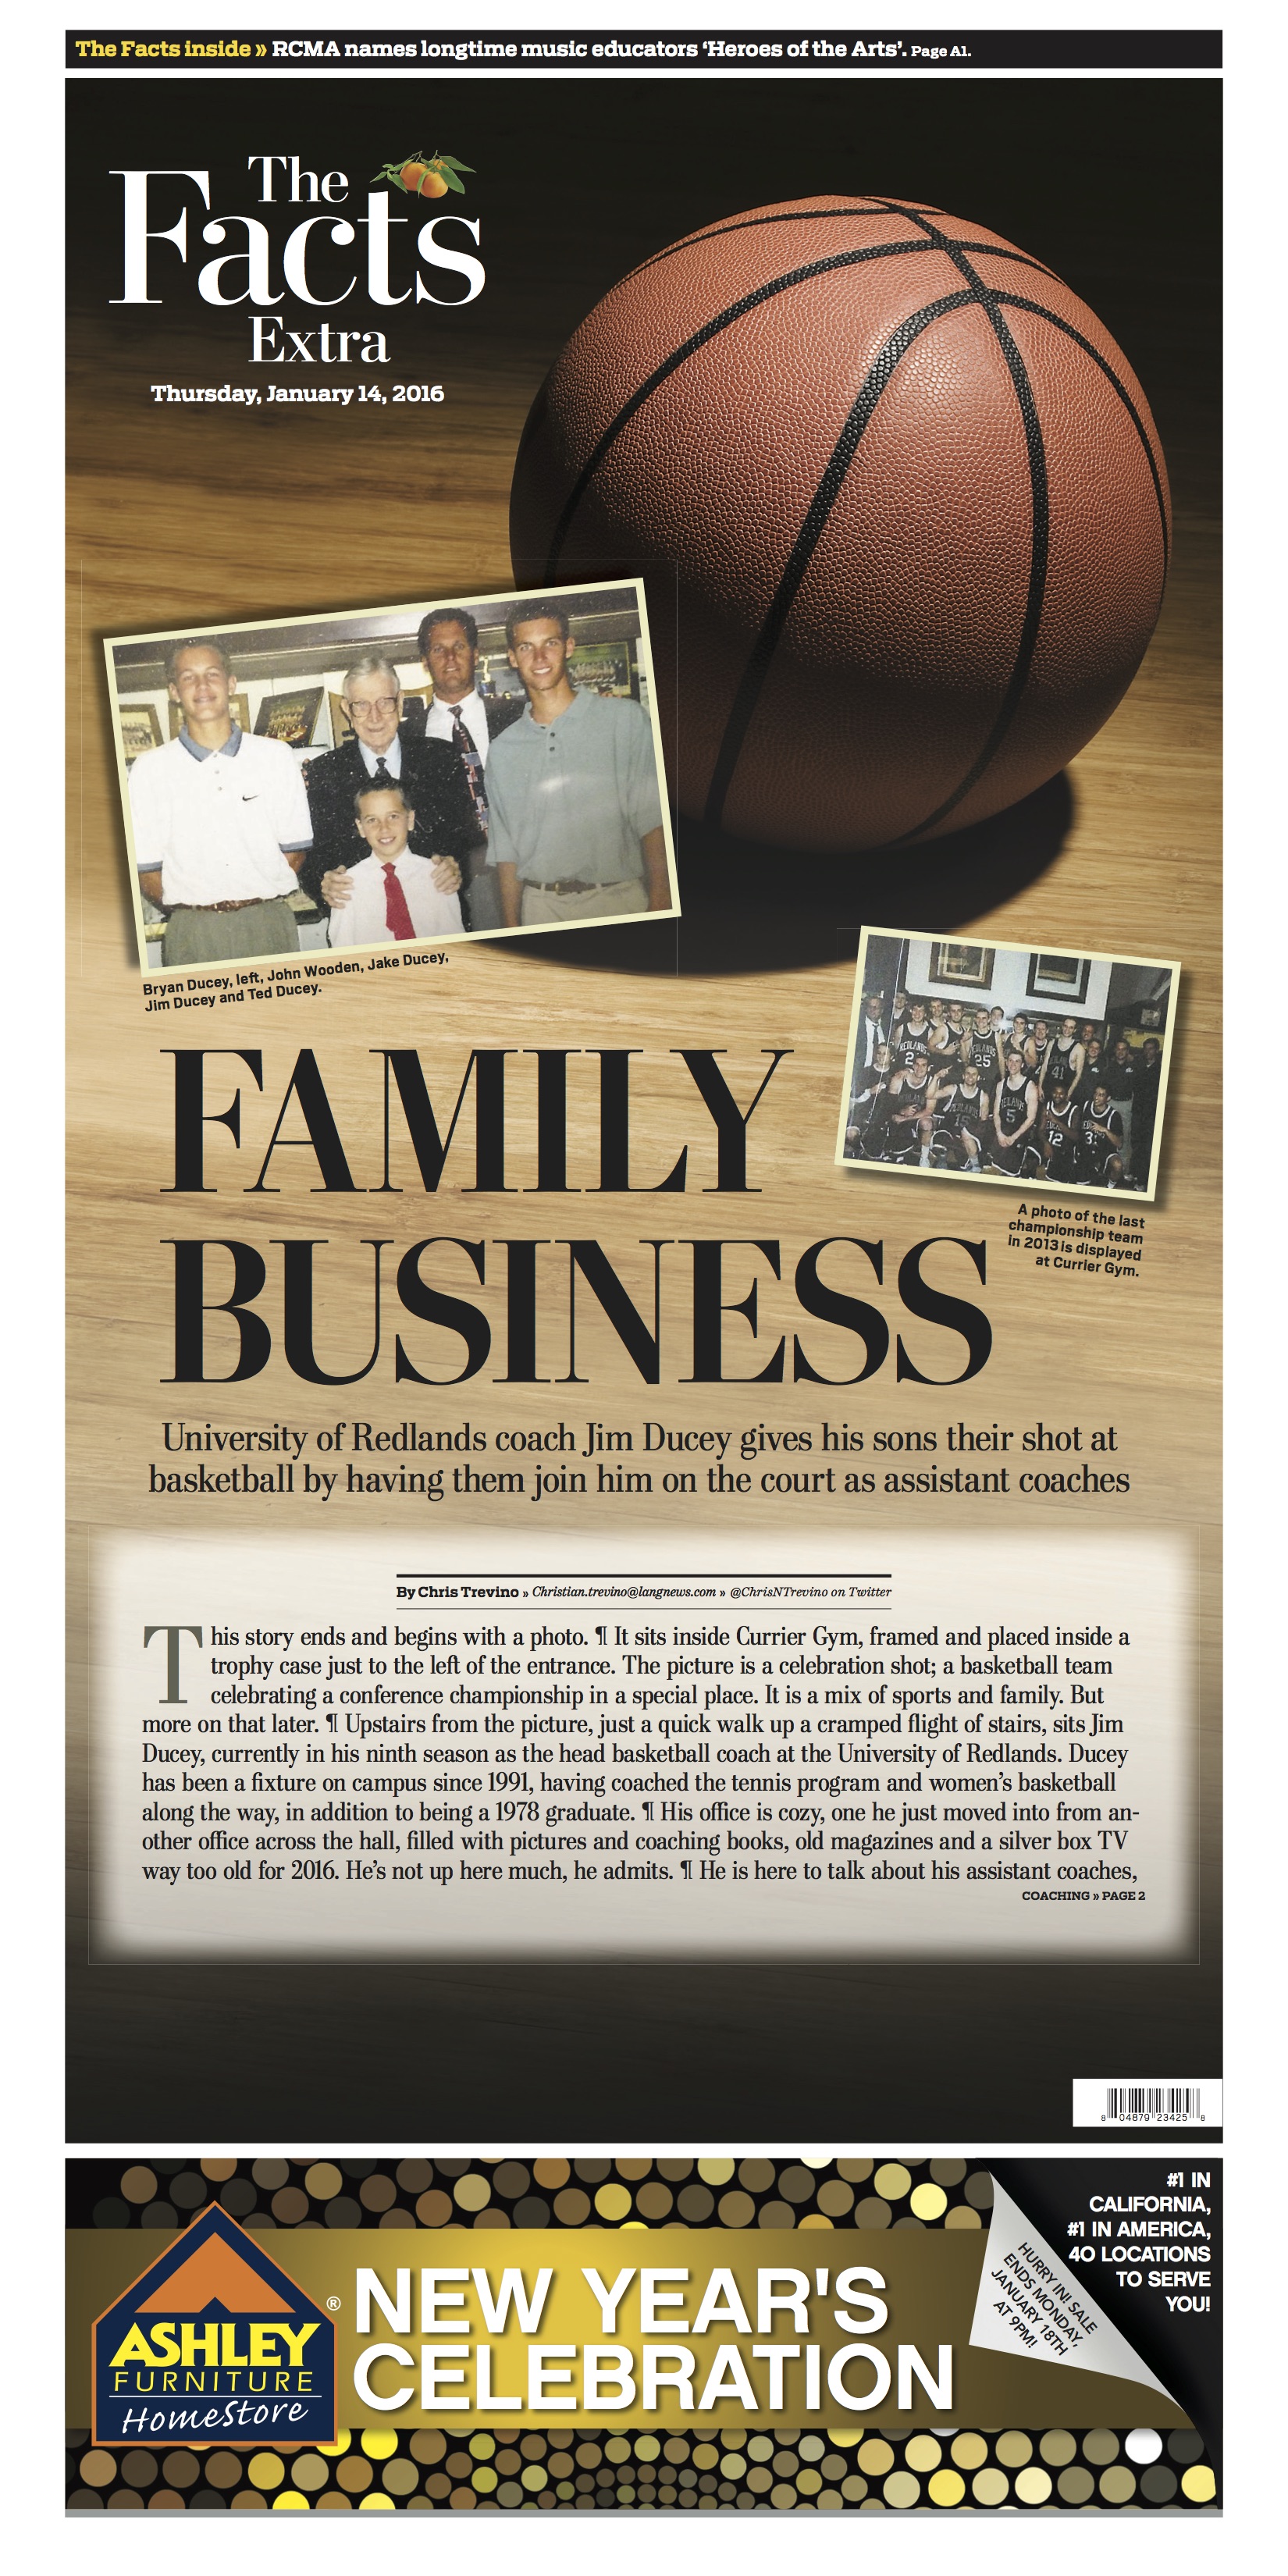 The Facts inside » RCMA names longtime music educators ‘Heroes of the Arts’. Page A1.
The
Facts
Extra
Thursday, January 14, 2016
Bryan Ducey, left, John Wooden, Jake Ducey,
Jim Ducey and Ted Ducey.
REDLANDS
2
25
41
5
12
3
A photo of the last
championship team
in 2013 is displayed
at Currier Gym.
FAMILY
BUSINESS
University of Redlands coach Jim Ducey gives his sons their shot at
basketball by having them join him on the court as assistant coaches
By Chris Trevino » Christian.trevino@langnews.com » @ChrisNTrevino on Twitter
This story ends and begins with a photo. ¶ It sits inside Currier Gym, framed and placed inside a
trophy case just to the left of the entrance. The picture is a celebration shot; a basketball team
celebrating a conference championship in a special place. It is a mix of sports and family. But
more on that later. ¶ Upstairs from the picture, just a quick walk up a cramped flight of stairs, sits Jim
Ducey, currently in his ninth season as the head basketball coach at the University of Redlands. Ducey
has been a fixture on campus since 1991, having coached the tennis program and women’s basketball
along the way, in addition to being a 1978 graduate. ¶ His office is cozy, one he just moved into from an-
other office across the hall, filled with pictures and coaching books, old magazines and a silver box TV
way too old for 2016. He’s not up here much, he admits. ¶ He is here to talk about his assistant coaches,
COACHING » PAGE 2
8 04879 23425 8
ASHLEY
FURNITURE
HomeStore
®
NEW YEAR'S
CELEBRATION
HURRY IN! SALE
ENDS MONDAY,
JANUARY 18TH
AT 9PM!
#1 IN
CALIFORNIA,
#1 IN AMERICA,
40 LOCATIONS
TO SERVE
YOU!